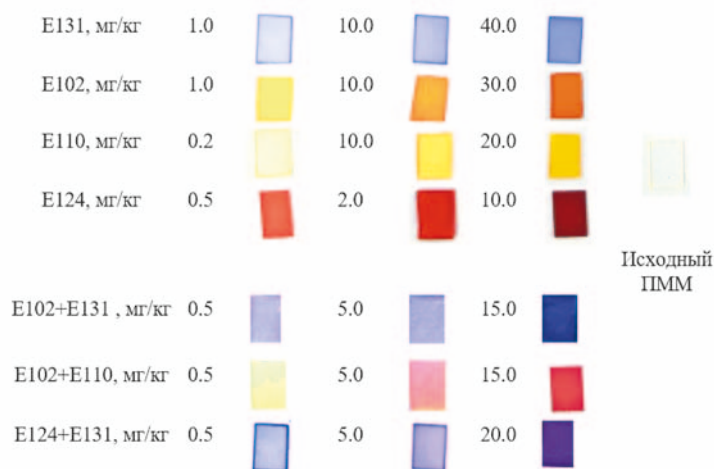 E131, мг/кг 1.0 10.0 40.0
E102, мг/кг 1.0 10.0 30.0
E110, мг/кг 0.2 10.0 20.0
E124, мг/кг 0.5 2.0 10.0
Исходный
ПММ
E102+E131 , мг/кг 0.5 5.0 15.0
E102+E110, мг/кг 0.5 5.0 15.0
E124+E131, мг/кг 0.5 5.0 20.0